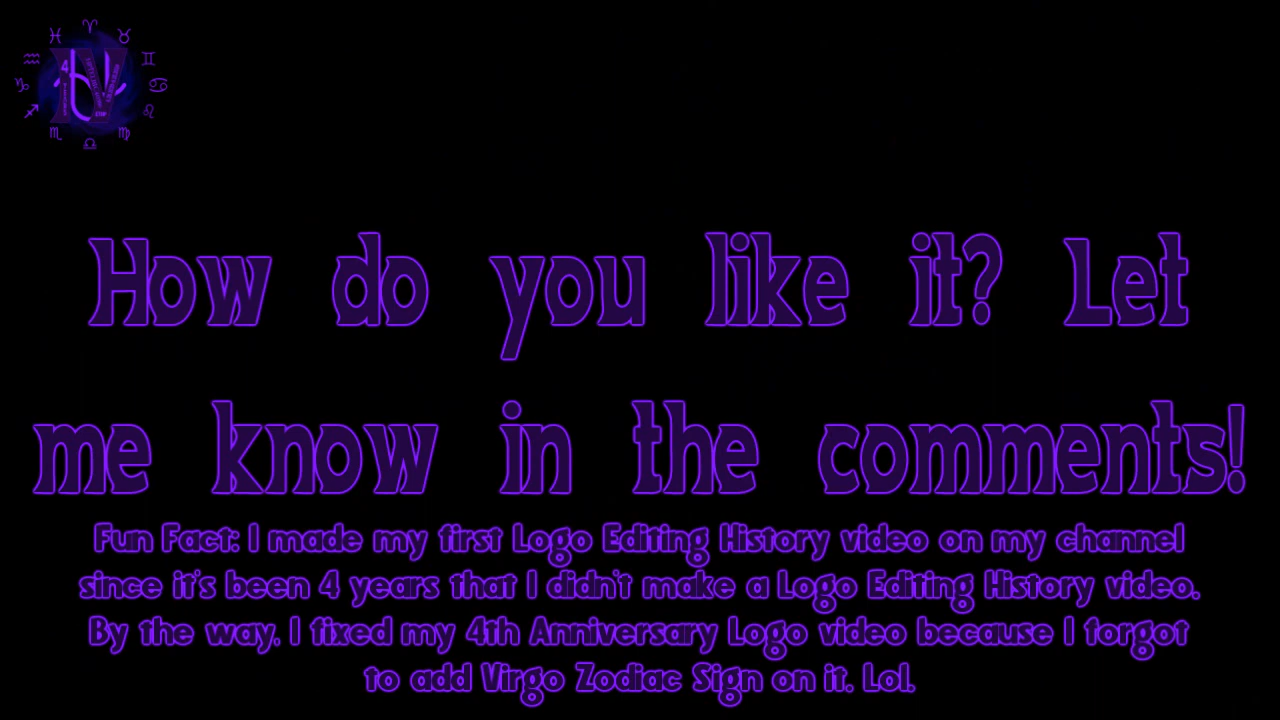 How do you like it? Let
me know in the comments!
Fun Fact: I made my first Logo Editing History video on my channel
since it's been 4 years that I didn't make a Logo Editing History video.
By the way, I fixed my 4th Anniversary Logo video because I forgot
to add Virgo Zodiac Sign on it. Lol.